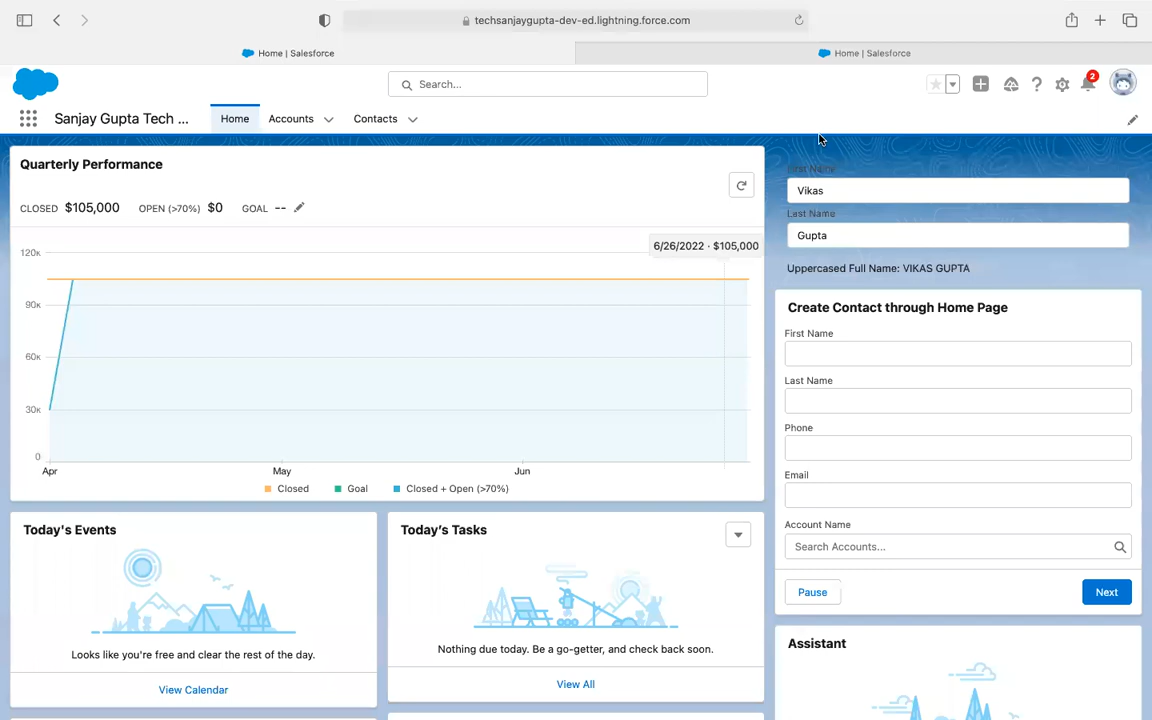 techsanjaygupta-dev-ed.lightning.force.com
Home | Salesforce
Home | Salesforce
Search...
2
Sanjay Gupta Tech ...
Home
Accounts
Contacts
Quarterly Performance
CLOSED $105,000 OPEN (>70%) $0 GOAL --
6/26/2022 · $105,000
120K
90K
60K
30K
0
Apr
May
Jun
Closed
Goal
Closed + Open (>70%)
First Name
Vikas
Last Name
Gupta
Uppercased Full Name: VIKAS GUPTA
Create Contact through Home Page
First Name
Last Name
Phone
Email
Account Name
Search Accounts...
Pause
Next
Today's Events
Looks like you're free and clear the rest of the day.
View Calendar
Today's Tasks
Nothing due today. Be a go-getter, and check back soon.
View All
Assistant